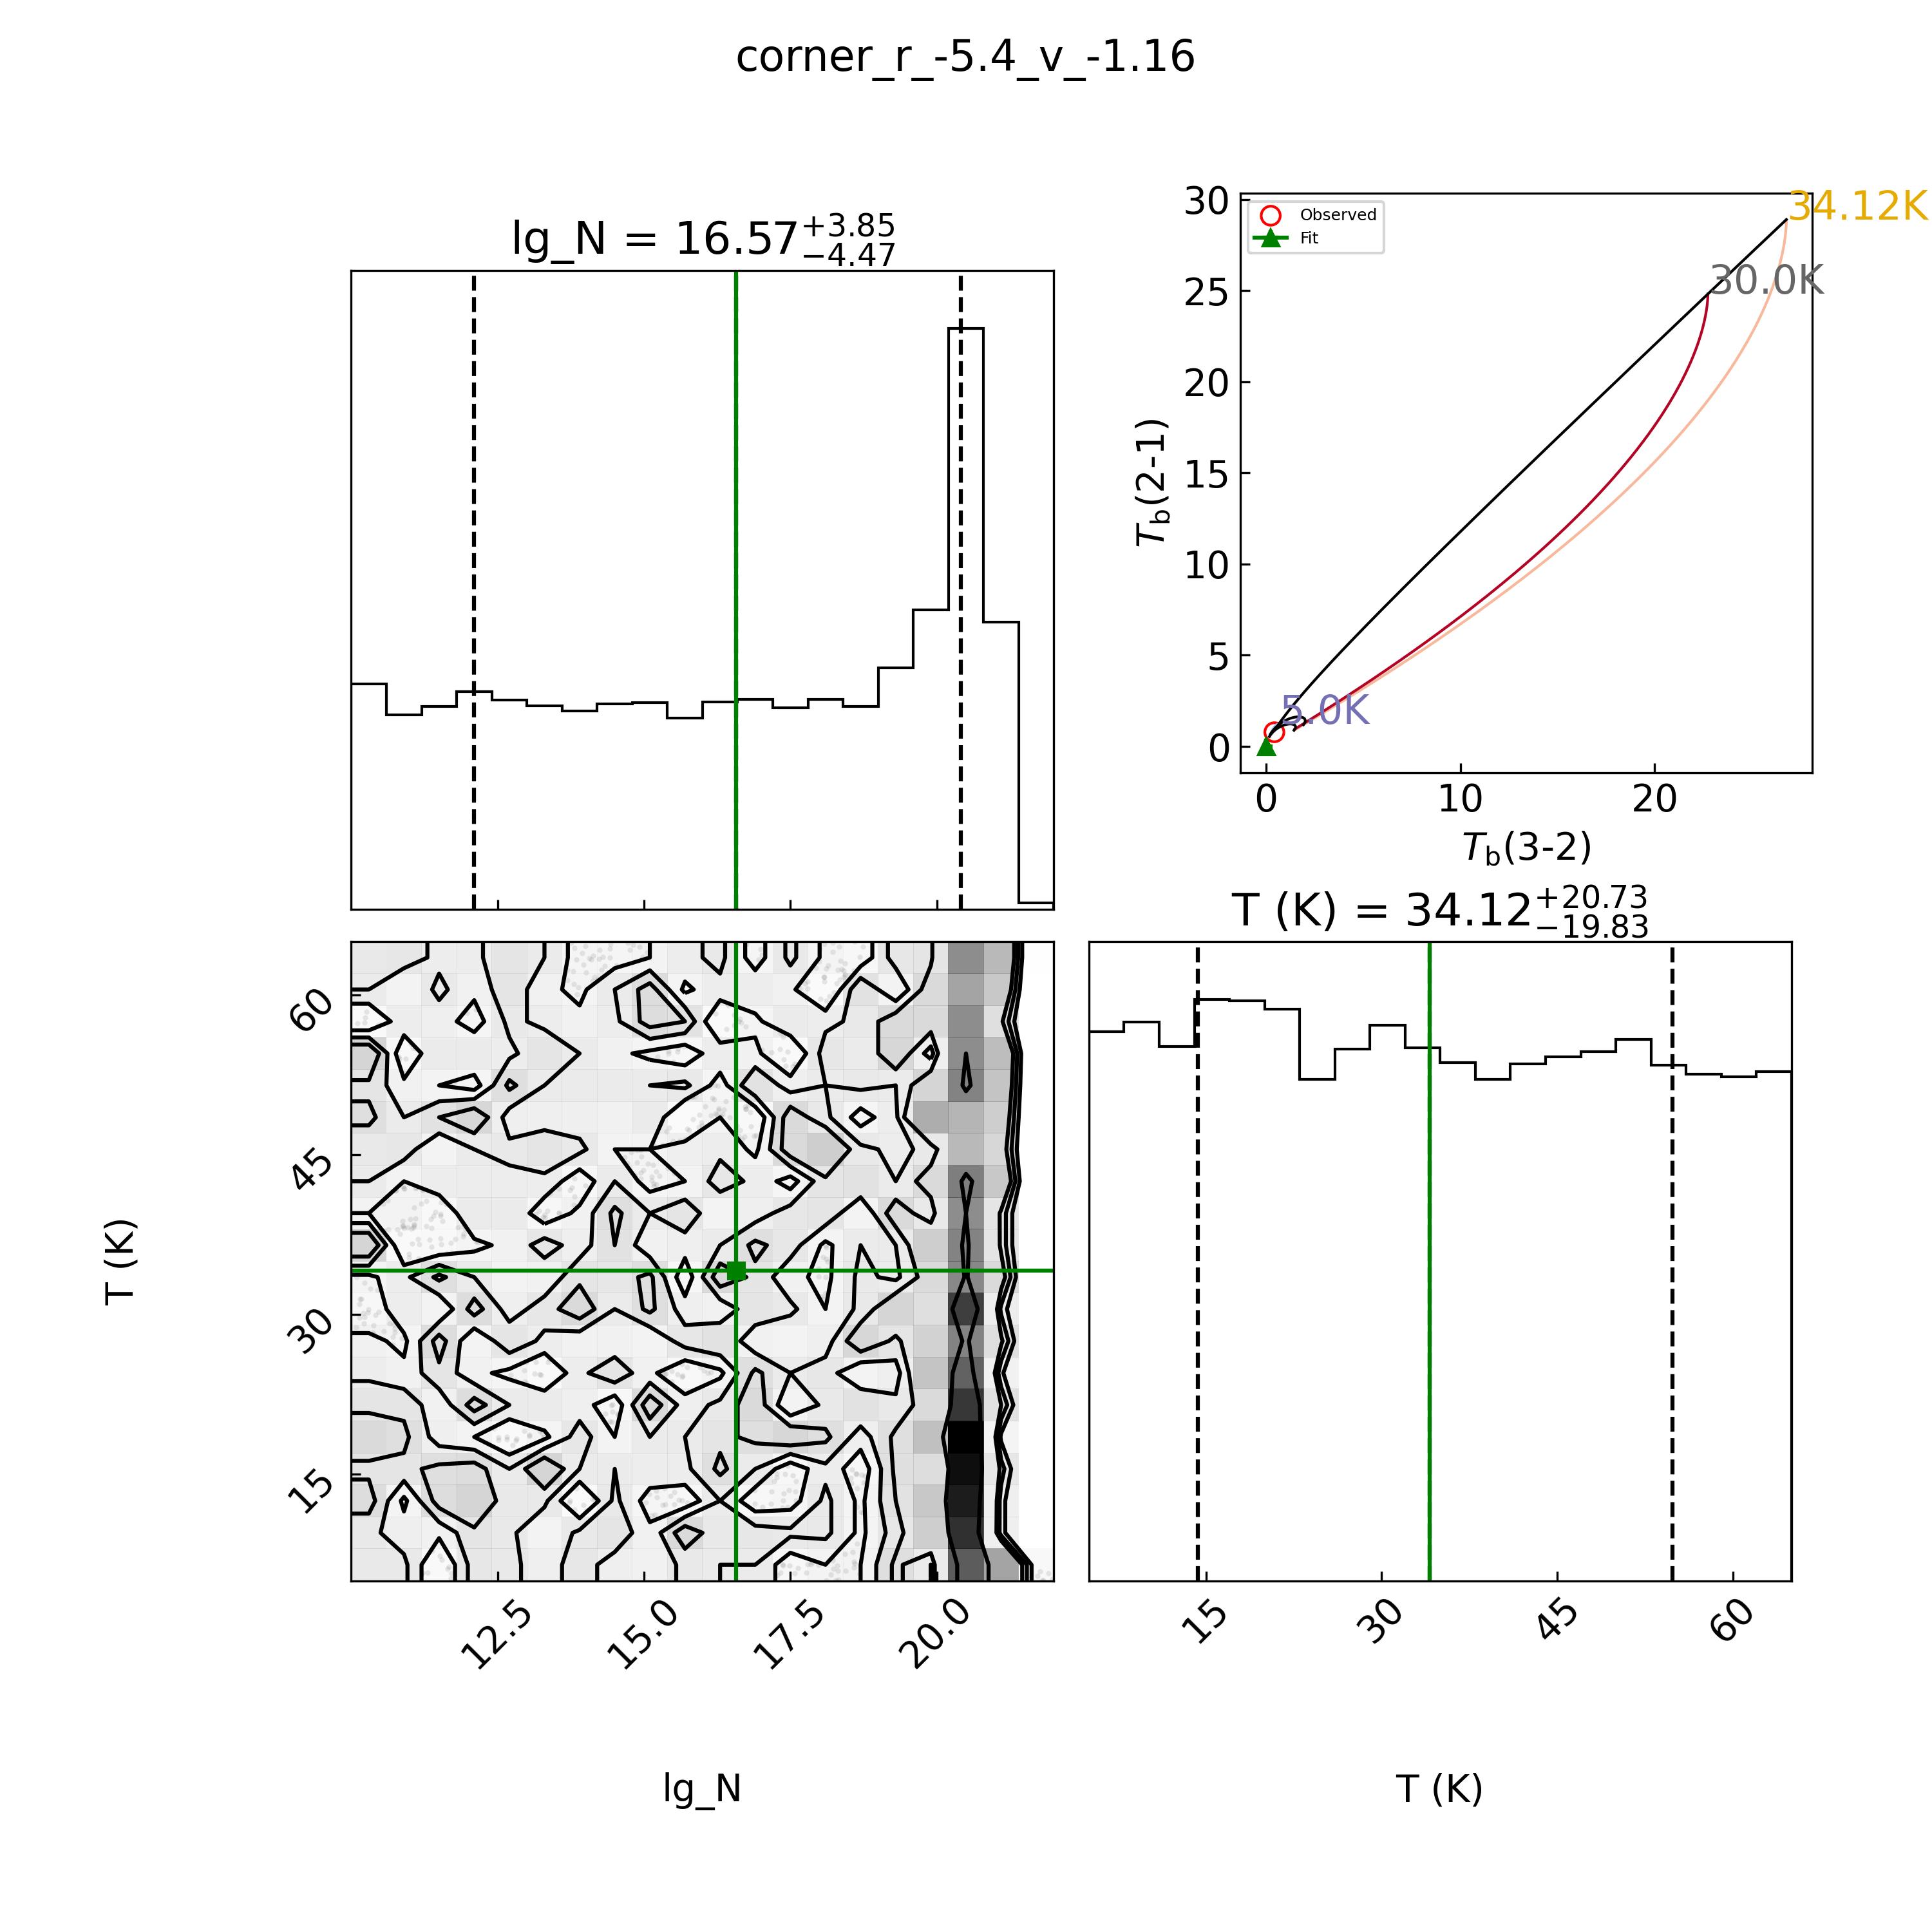 corner_r_-5.4_v_-1.16
lg_N = 16.57+3.85−4.47
30
25
20
15
10
5
0
Tb(2-1)
Observed
Fit
34.12K
30.0K
5.0K
0
10
20
Tb(3-2)
T (K) = 34.12+20.73−19.83
60
45
30
15
T (K)
12.5
15.0
17.5
20.0
lg_N
15
30
45
60
T (K)